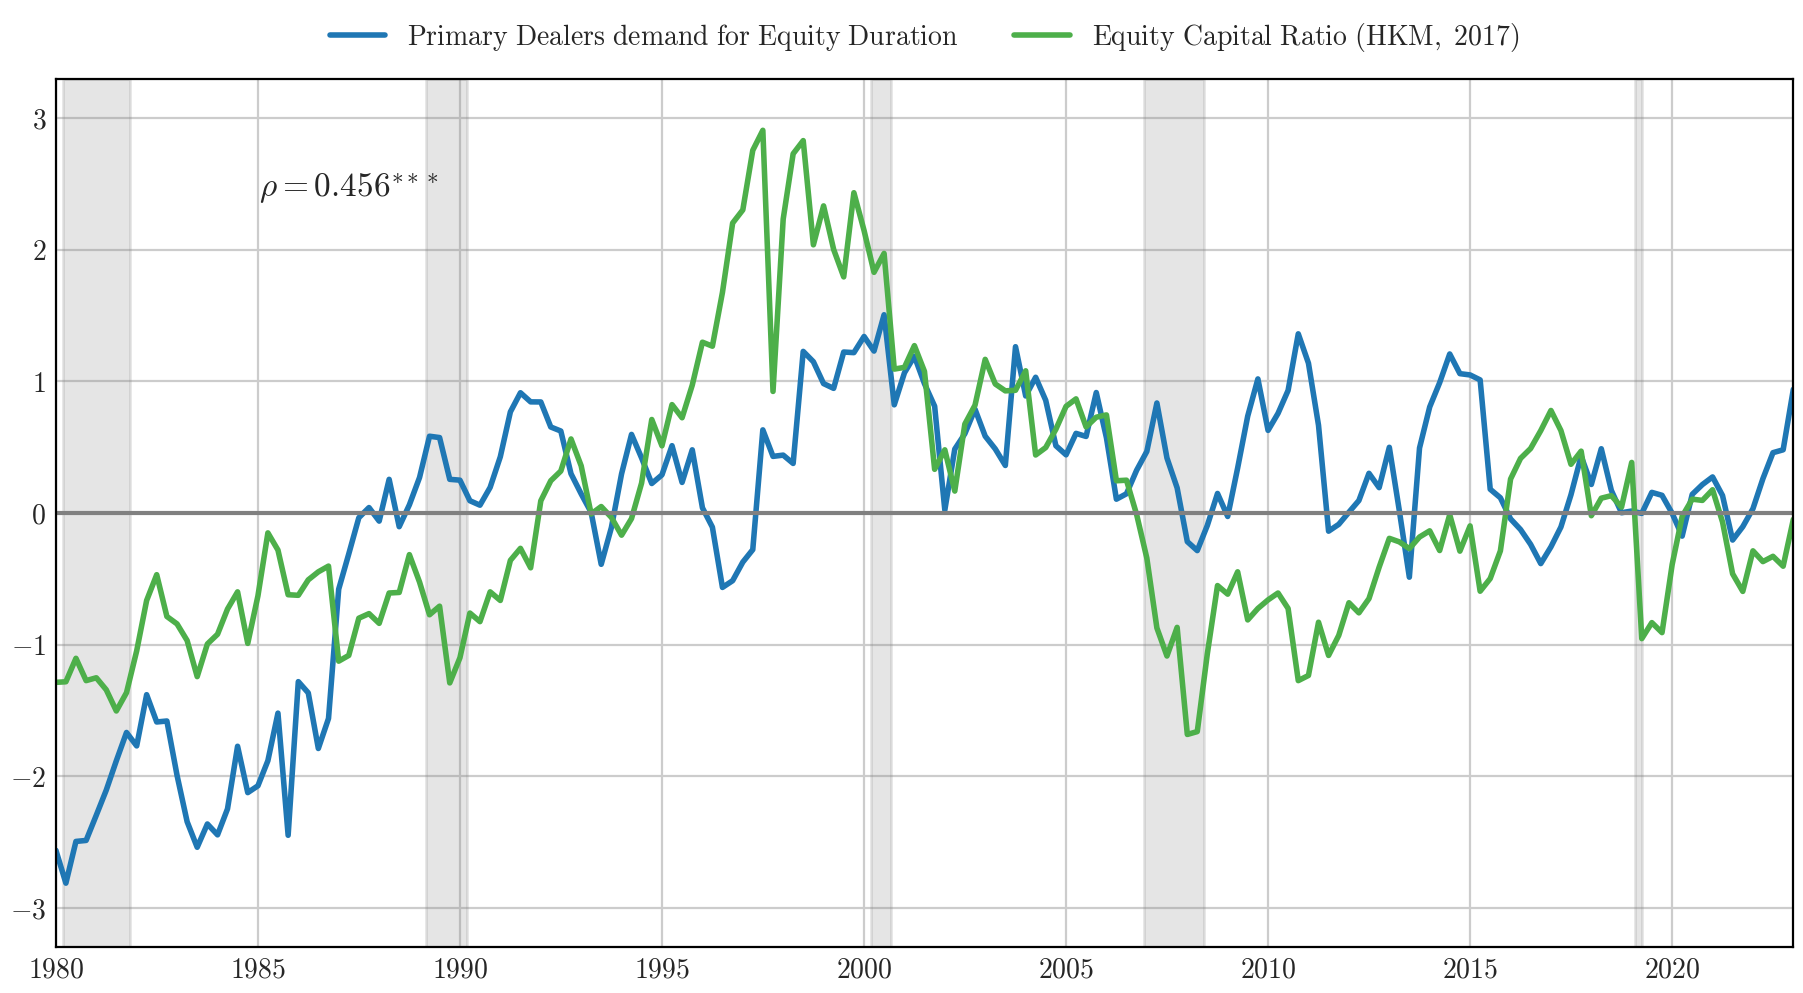 Primary Dealers demand for Equity Duration
Equity Capital Ratio (HKM, 2017)
3
ρ = 0.456***
2
1
0
−1
−2
−3
1980 1985 1990 1995 2000 2005 2010 2015 2020